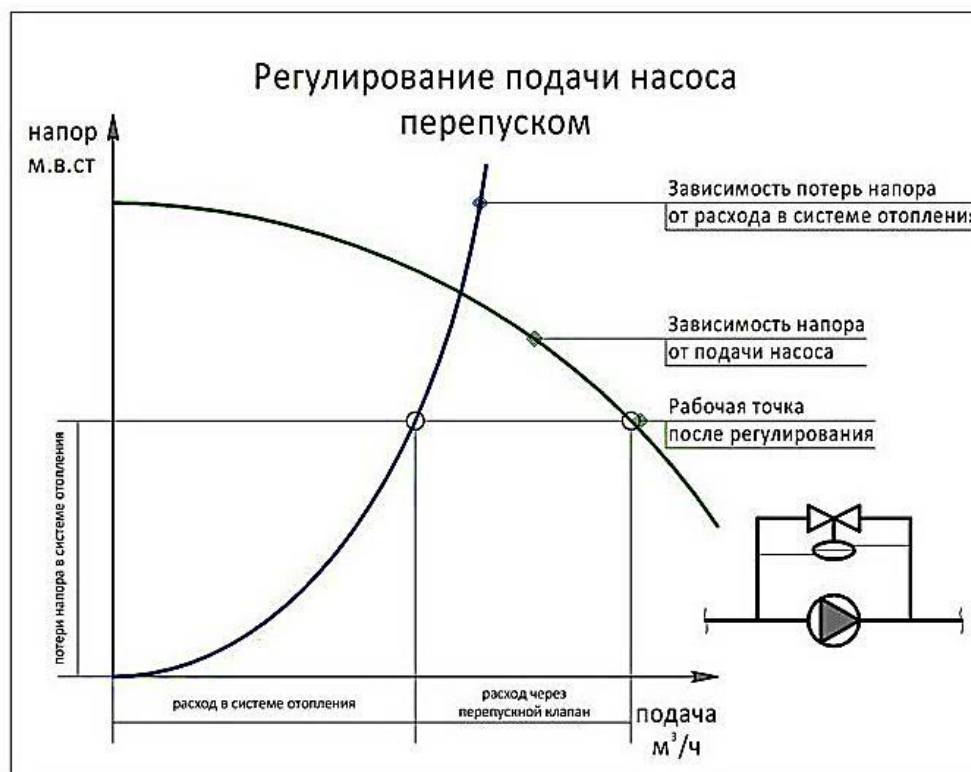 Регулирование подачи насоса
перепуском
напор
м.в.ст
Зависимость потерь напора
от расхода в системе отопления
Зависимость напора
от подачи насоса
Рабочая точка
после регулирования
потери напора в системе отопления
расход в системе отопления
расход через
перепускной клапан
подача
м³/ч